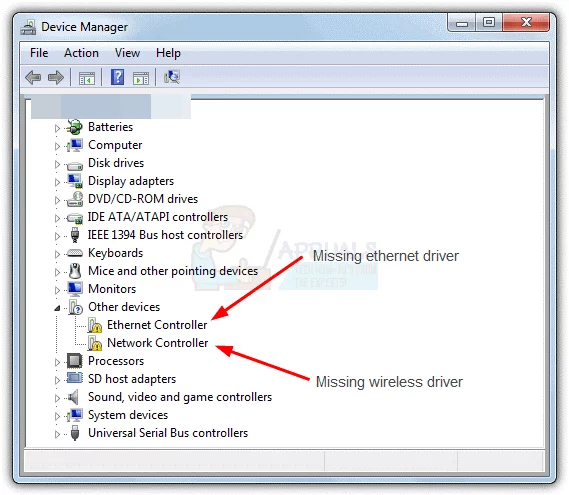 Device Manager
File Action View Help
Batteries
Computer
Disk drives
Display adapters
DVD/CD-ROM drives
IDE ATA/ATAPI controllers
IEEE 1394 Bus host controllers
Keyboards
Missing ethernet driver
Mice and other pointing devices
Monitors
Other devices
Ethernet Controller
Network Controller
Processors
Missing wireless driver
SD host adapters
Sound, video and game controllers
System devices
Universal Serial Bus controllers